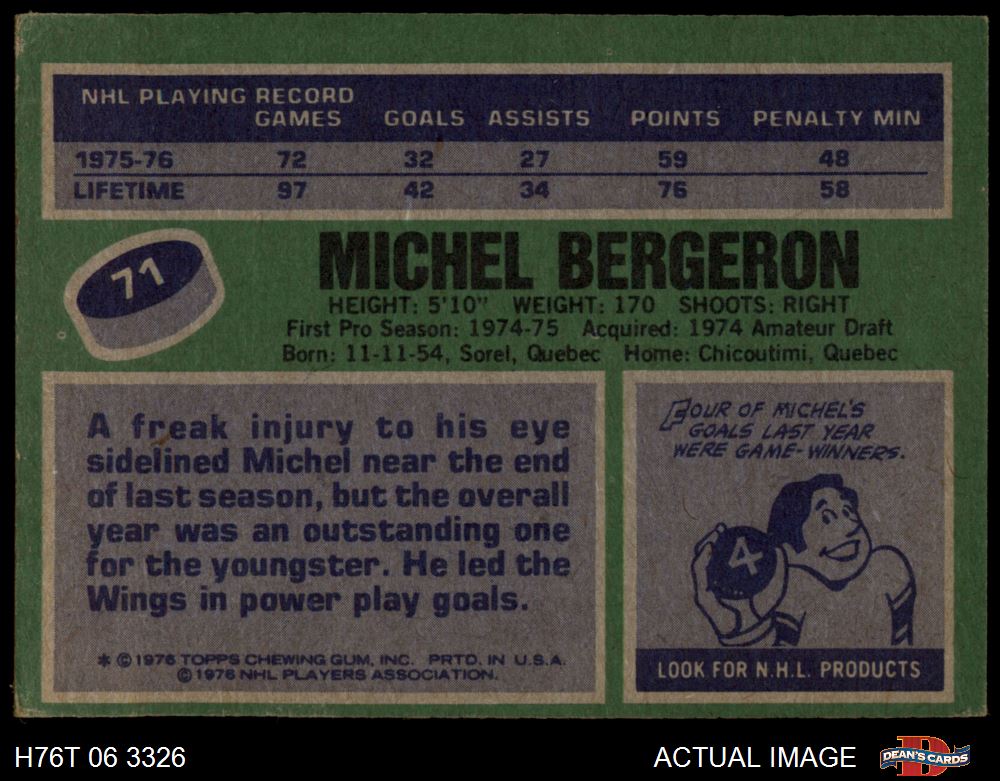 NHL PLAYING RECORD
GAMES GOALS ASSISTS POINTS PENALTY MIN
1975-76 72 32 27 59 48
LIFETIME 97 42 34 76 58
71
MICHEL BERGERON
HEIGHT: 5'10" WEIGHT: 170 SHOOTS: RIGHT
First Pro Season: 1974-75 Acquired: 1974 Amateur Draft
Born: 11-11-54, Sorel, Quebec Home: Chicoutimi, Quebec
A freak injury to his eye
sidelined Michel near the end
of last season, but the overall
year was an outstanding one
for the youngster. He led the
Wings in power play goals.
* © 1976 TOPPS CHEWING GUM, INC. PRTD. IN U.S.A.
© 1976 NHL PLAYERS ASSOCIATION.
FOUR OF MICHEL'S
GOALS LAST YEAR
WERE GAME-WINNERS.
4
LOOK FOR N.H.L. PRODUCTS
H76T 06 3326
ACTUAL IMAGE
D
DEAN'S CARDS